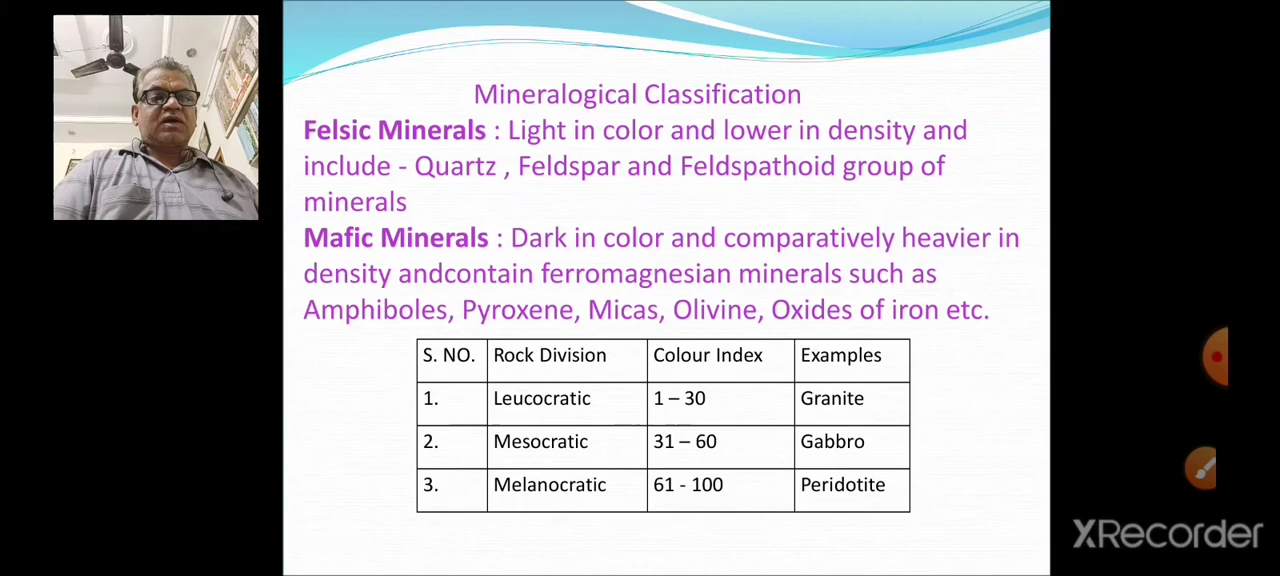 Mineralogical Classification
Felsic Minerals : Light in color and lower in density and
include - Quartz , Feldspar and Feldspathoid group of
minerals
Mafic Minerals : Dark in color and comparatively heavier in
density andcontain ferromagnesian minerals such as
Amphiboles, Pyroxene, Micas, Olivine, Oxides of iron etc.
S. NO. Rock Division Colour Index Examples
1. Leucocratic 1 – 30 Granite
2. Mesocratic 31 – 60 Gabbro
3. Melanocratic 61 - 100 Peridotite
XRecorder